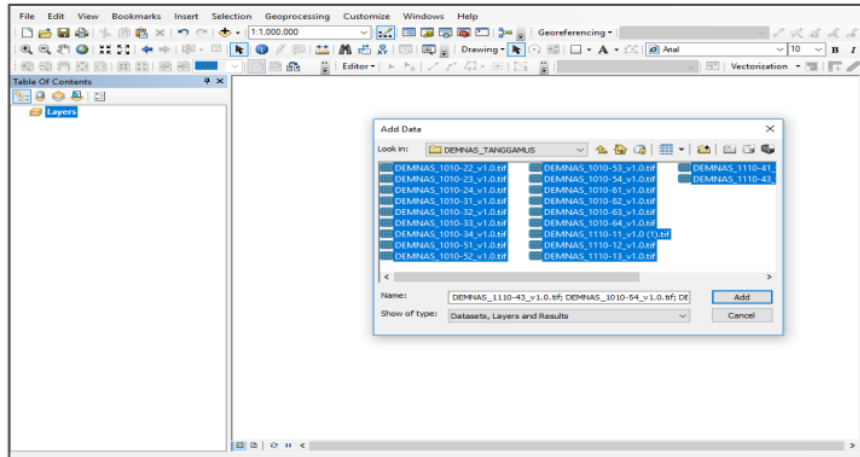 File Edit View Bookmarks Insert Selection Geoprocessing Customize Windows Help
1:1,000,000 Georeferencing
Drawing A Arial 10 B I
Editor Vectorization
Table Of Contents
Layers
Add Data
Look in: DEMNAS_TANGGAMUS
DEMNAS_1010-22_v1.0.tif DEMNAS_1010-53_v1.0.tif DEMNAS_1110-41_
DEMNAS_1010-23_v1.0.tif DEMNAS_1010-54_v1.0.tif DEMNAS_1110-43_
DEMNAS_1010-24_v1.0.tif DEMNAS_1010-61_v1.0.tif
DEMNAS_1010-31_v1.0.tif DEMNAS_1010-62_v1.0.tif
DEMNAS_1010-32_v1.0.tif DEMNAS_1010-63_v1.0.tif
DEMNAS_1010-33_v1.0.tif DEMNAS_1010-64_v1.0.tif
DEMNAS_1010-34_v1.0.tif DEMNAS_1110-11_v1.0 (1).tif
DEMNAS_1010-51_v1.0.tif DEMNAS_1110-12_v1.0.tif
DEMNAS_1010-52_v1.0.tif DEMNAS_1110-13_v1.0.tif
Name: DEMNAS_1110-43_v1.0.tif; DEMNAS_1010-54_v1.0.tif; DE Add
Show of type: Datasets, Layers and Results Cancel